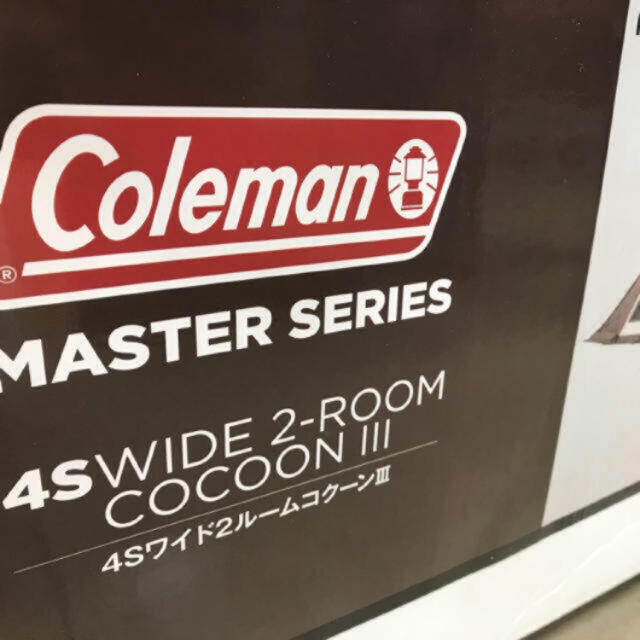 Coleman
®
MASTER SERIES
4S WIDE 2-ROOM
COCOON III
4Sワイド2ルームコクーンⅢ